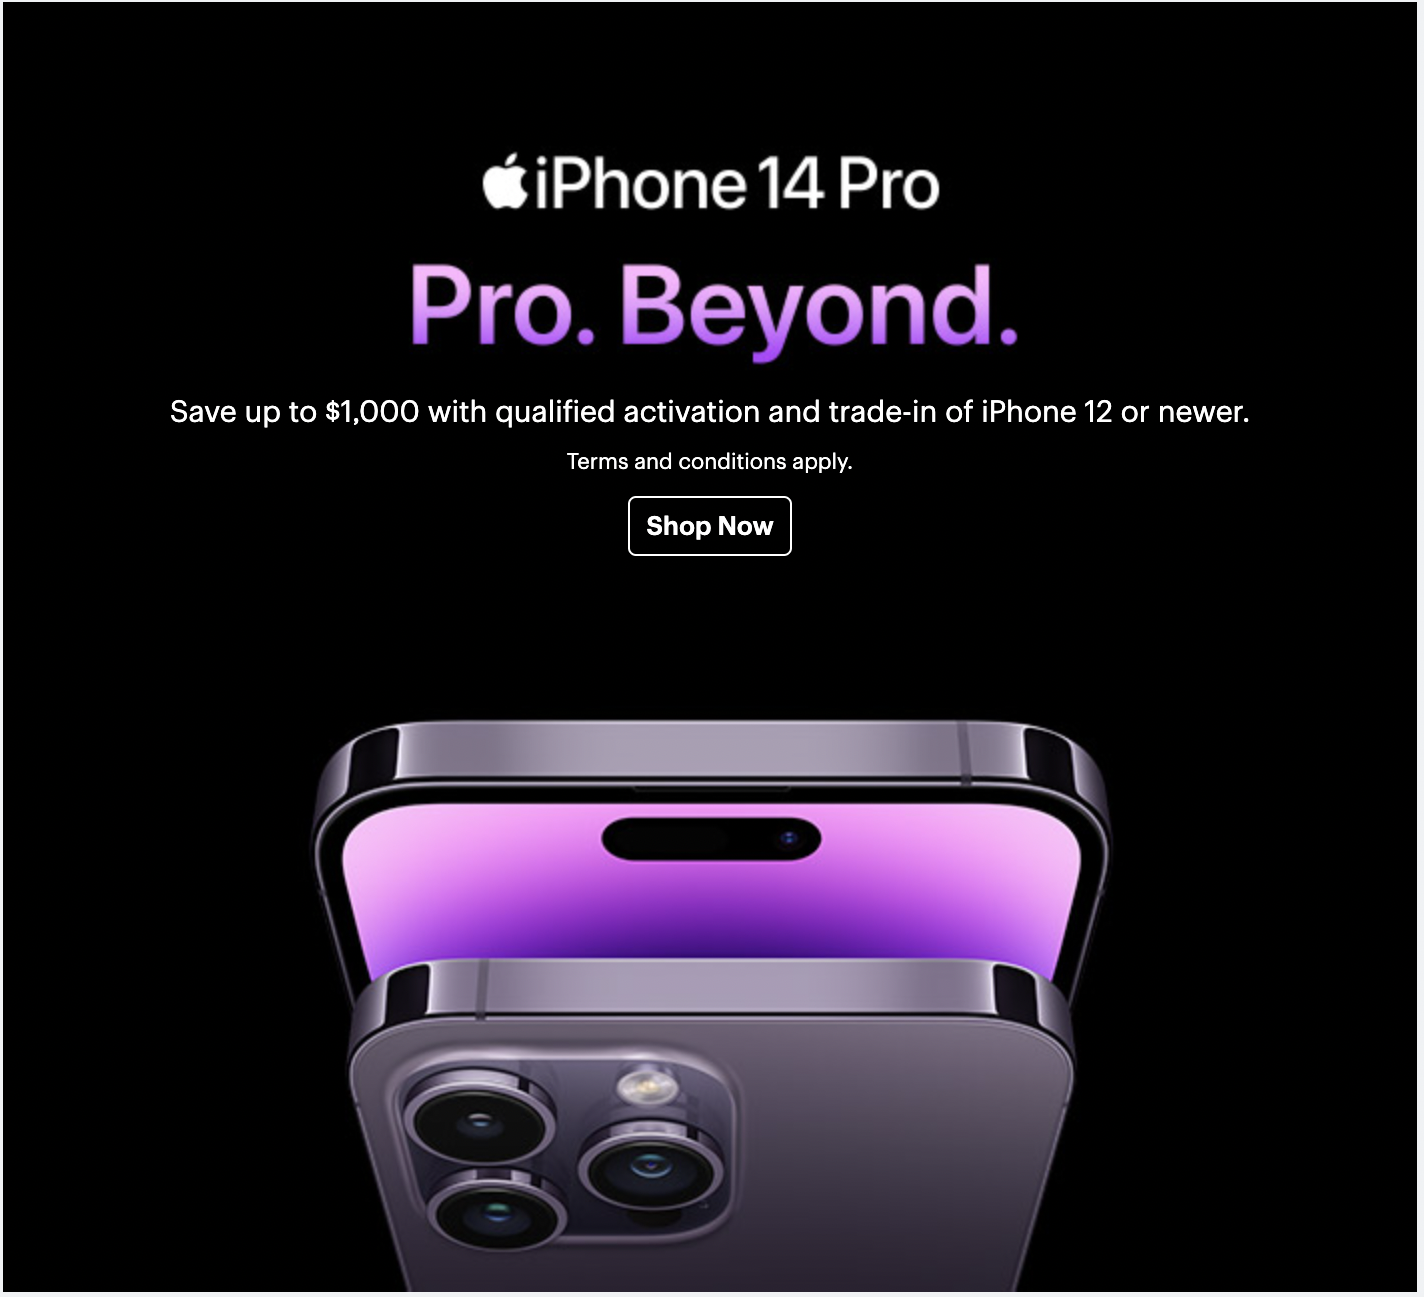 iPhone 14 Pro
Pro. Beyond.
Save up to $1,000 with qualified activation and trade-in of iPhone 12 or newer.
Terms and conditions apply.
Shop Now